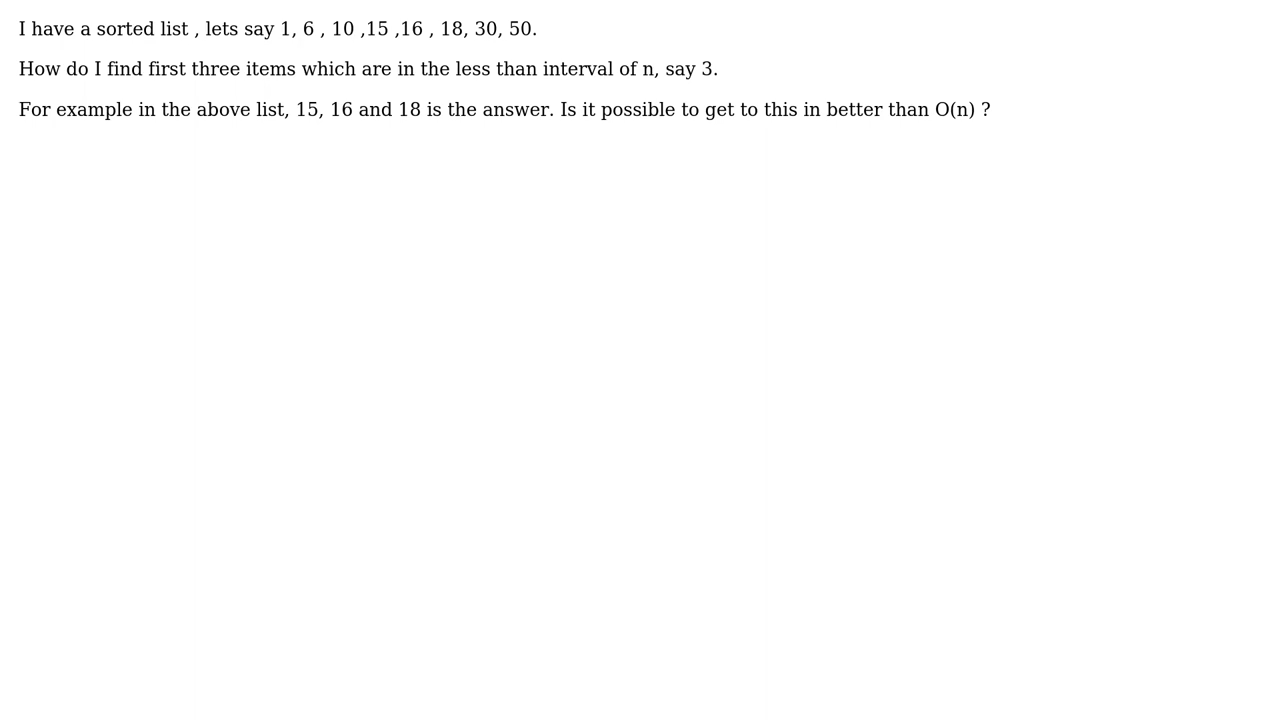 I have a sorted list , lets say 1, 6 , 10 ,15 ,16 , 18, 30, 50.
How do I find first three items which are in the less than interval of n, say 3.
For example in the above list, 15, 16 and 18 is the answer. Is it possible to get to this in better than O(n) ?